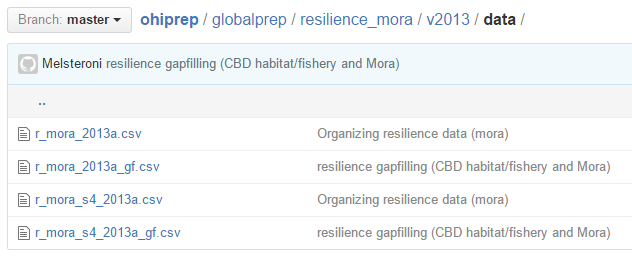 Branch: master ohiprep / globalprep / resilience_mora / v2013 / data /
Melsteroni resilience gapfilling (CBD habitat/fishery and Mora)
..
r_mora_2013a.csv Organizing resilience data (mora)
r_mora_2013a_gf.csv resilience gapfilling (CBD habitat/fishery and Mora)
r_mora_s4_2013a.csv Organizing resilience data (mora)
r_mora_s4_2013a_gf.csv resilience gapfilling (CBD habitat/fishery and Mora)